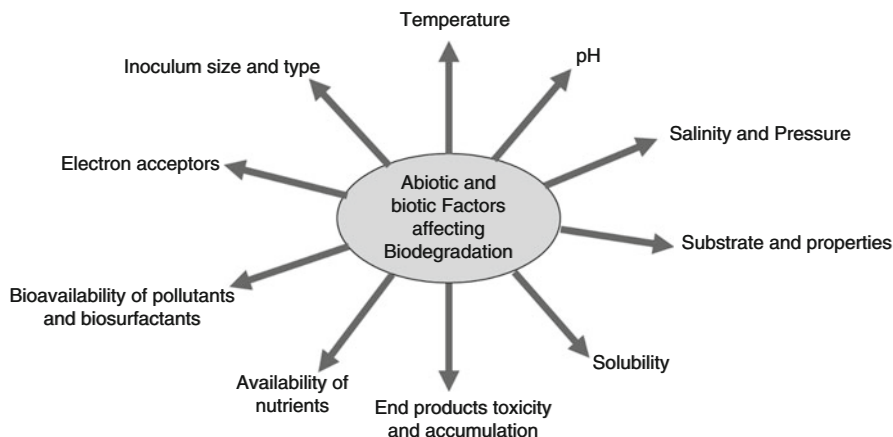 Temperature
pH
Inoculum size and type
Salinity and Pressure
Electron acceptors
Abiotic and
biotic Factors
affecting
Biodegradation
Substrate and properties
Bioavailability of pollutants
and biosurfactants
Solubility
Availability of
nutrients
End products toxicity
and accumulation